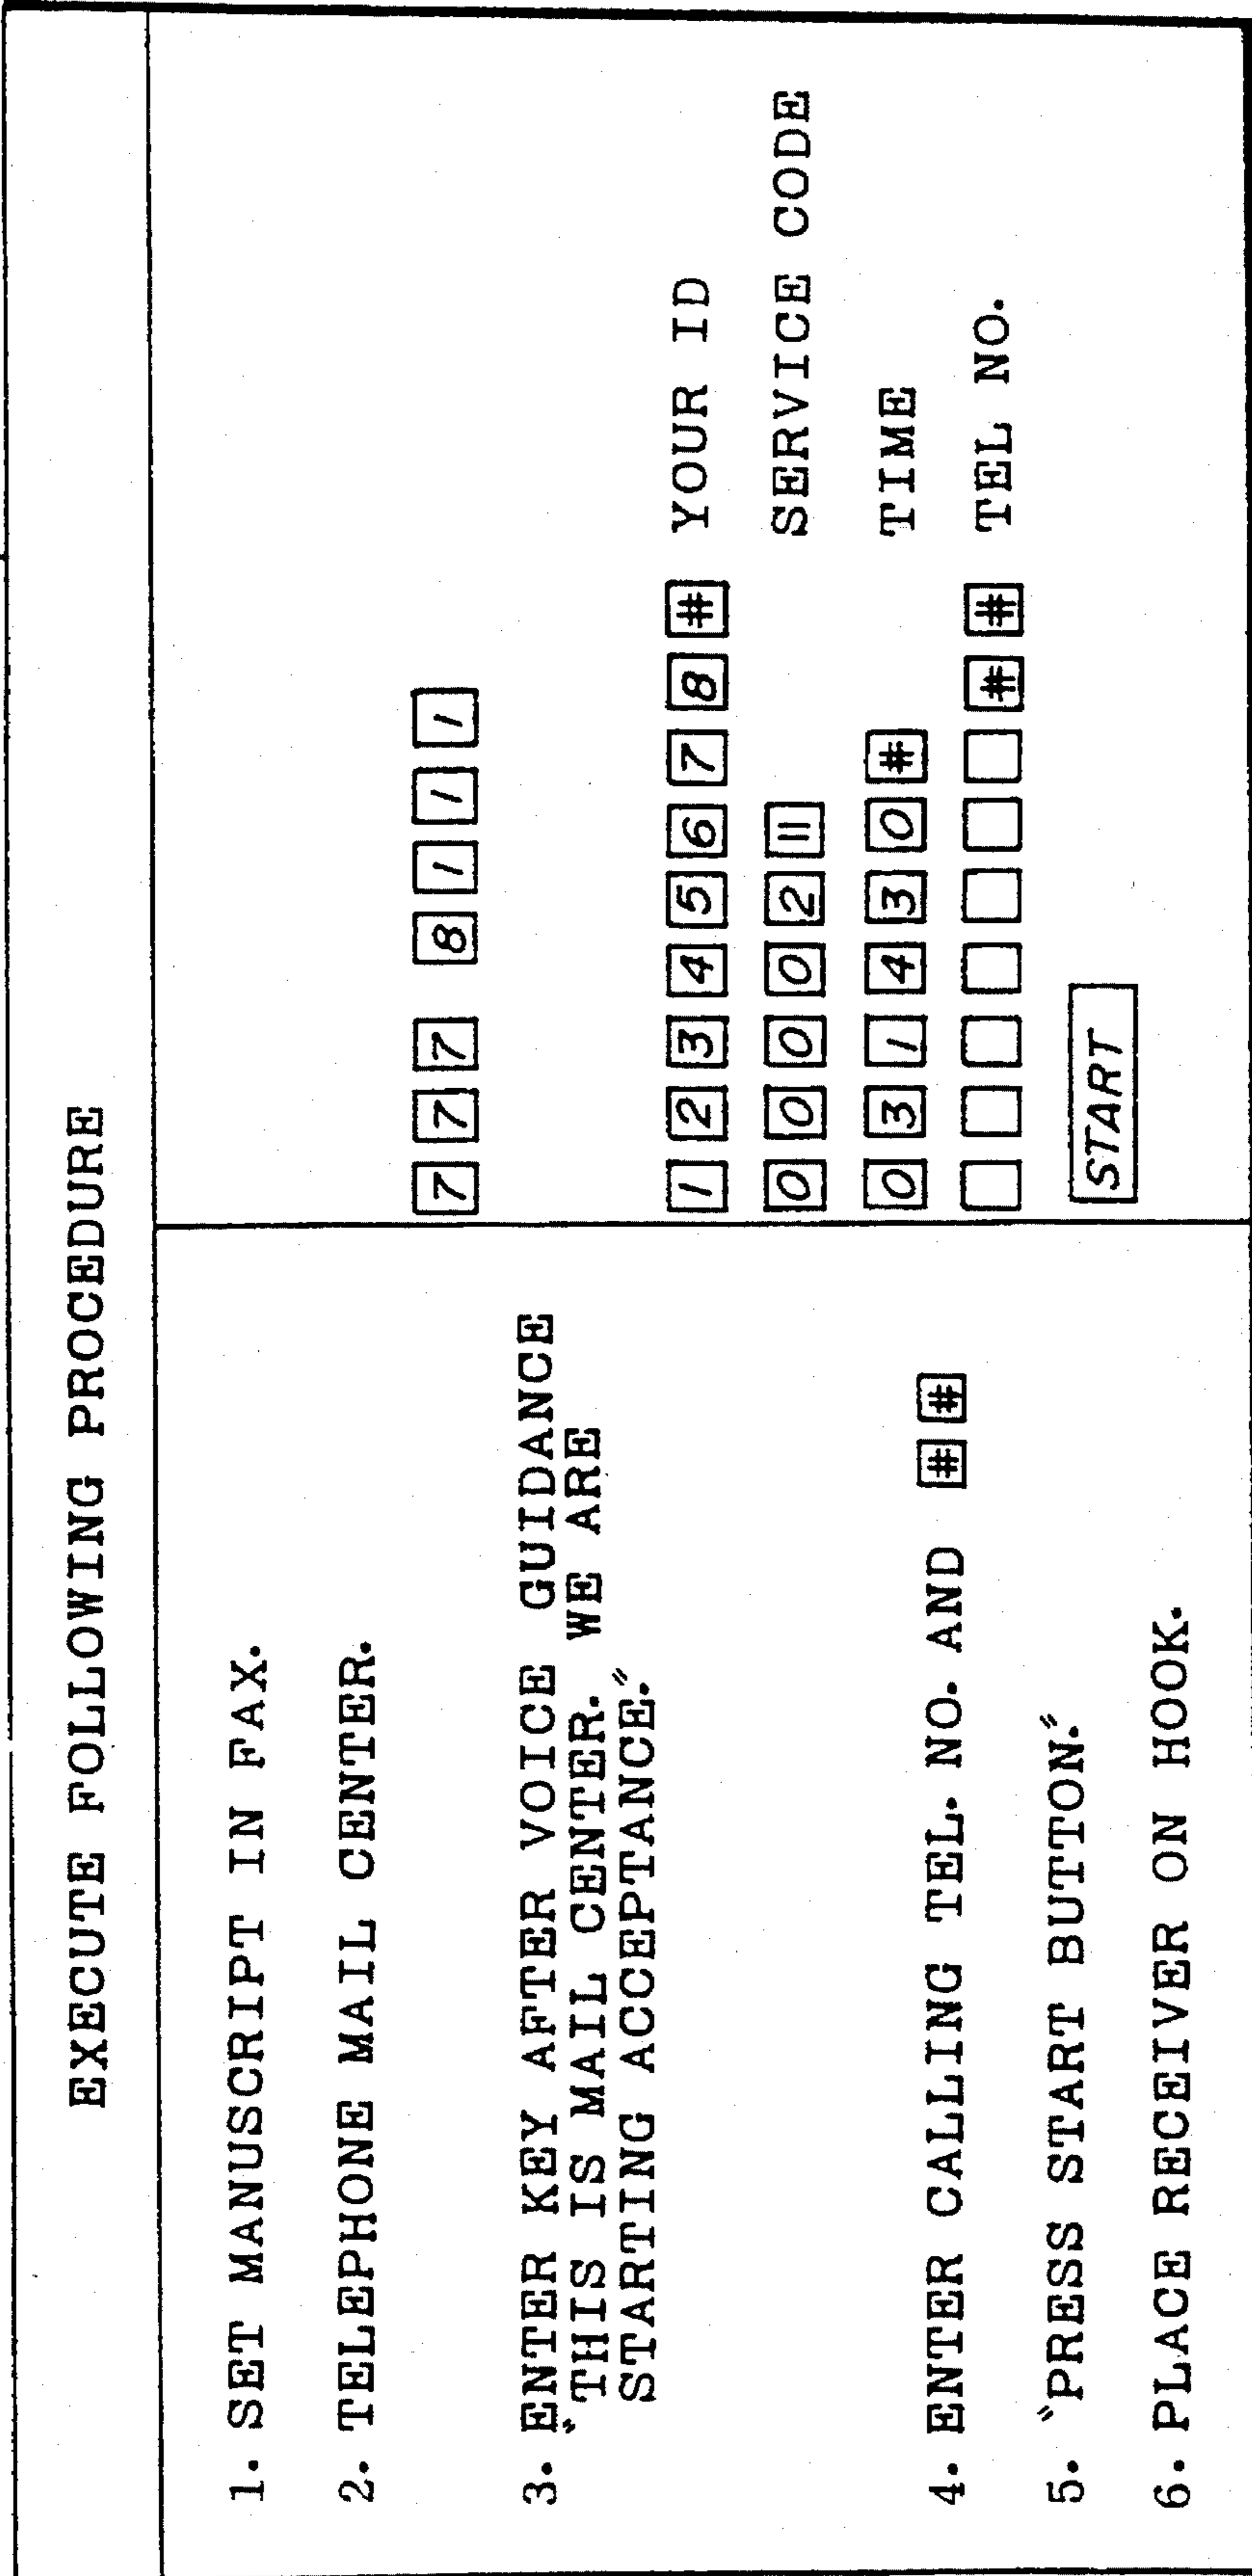 EXECUTE FOLLOWING PROCEDURE
1. SET MANUSCRIPT IN FAX.
2. TELEPHONE MAIL CENTER.
7 7 7 8 1 1 1
3. ENTER KEY AFTER VOICE GUIDANCE
"THIS IS MAIL CENTER. WE ARE
STARTING ACCEPTANCE."
1 2 3 4 5 6 7 8 # YOUR ID
0 0 0 0 2 = SERVICE CODE
0 3 1 4 3 0 # TIME
4. ENTER CALLING TEL. NO. AND # #
# # TEL NO.
5. "PRESS START BUTTON."
START
6. PLACE RECEIVER ON HOOK.